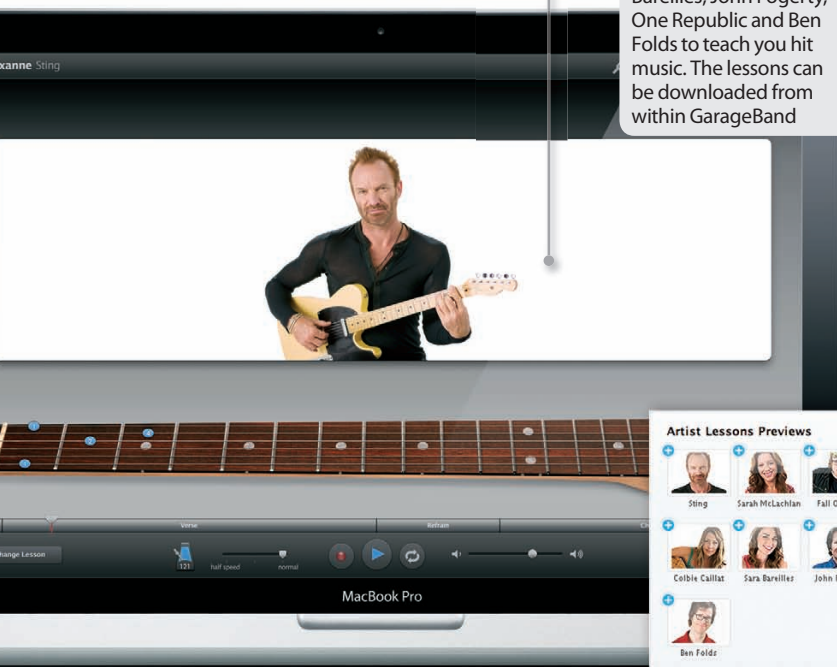 Bareilles, John Fogerty,
One Republic and Ben
Folds to teach you hit
music. The lessons can
be downloaded from
within GarageBand
xanne Sting
Verse
Refrain
Ch
hange Lesson
121
half speed
normal
MacBook Pro
Artist Lessons Previews
Sting
Sarah McLachlan
Fall O
Colbie Caillat
Sara Bareilles
John
Ben Folds